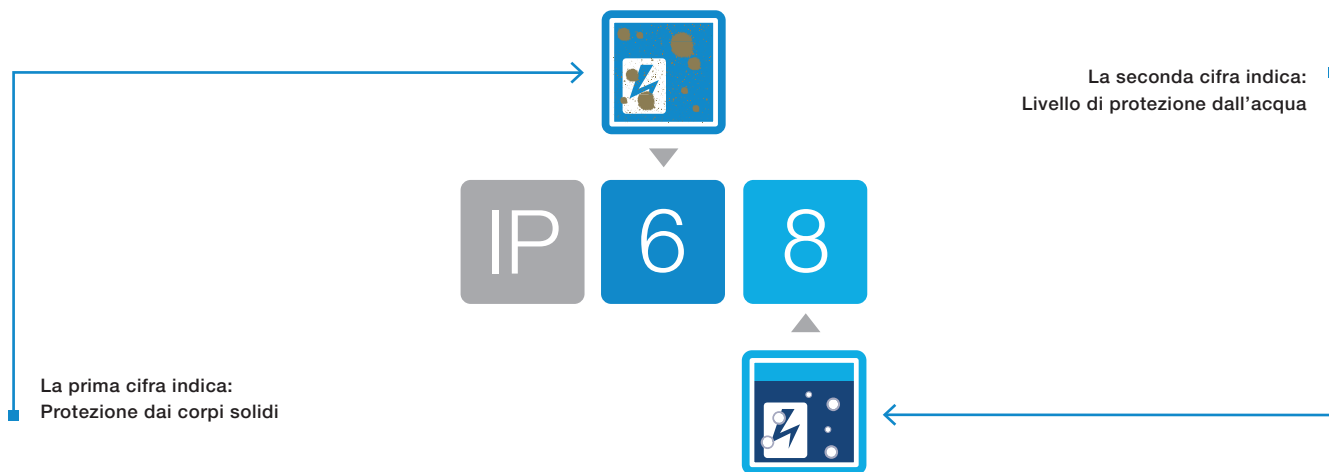 La seconda cifra indica:
Livello di protezione dall'acqua
IP 6 8
La prima cifra indica:
Protezione dai corpi solidi